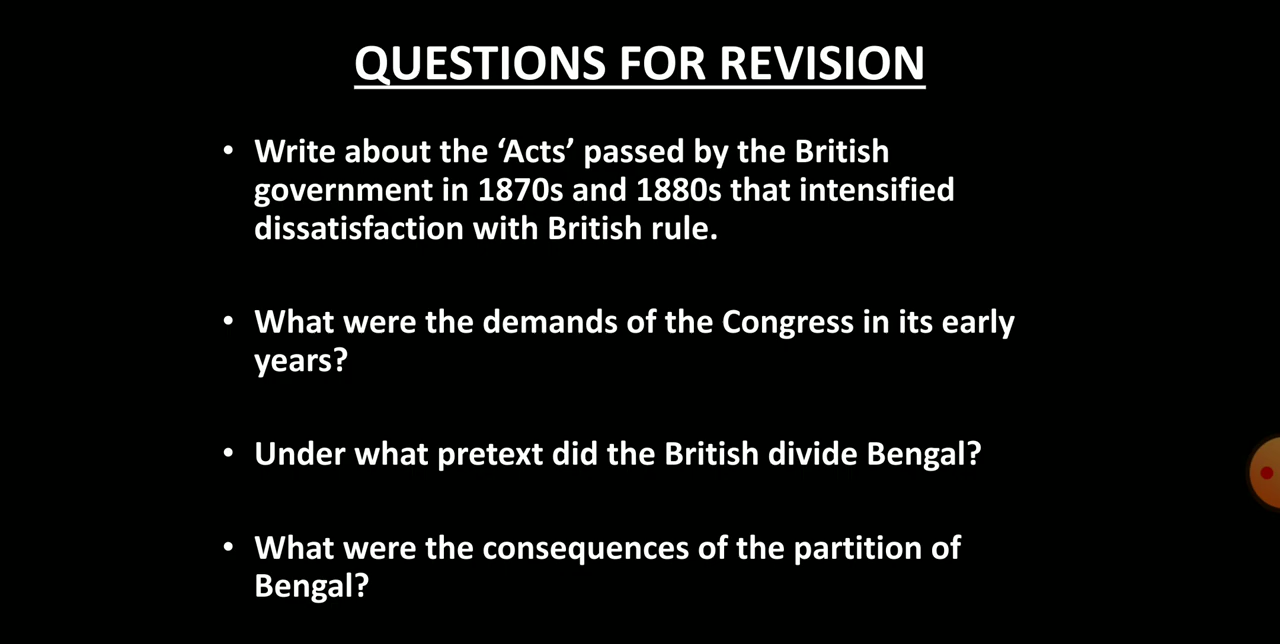 QUESTIONS FOR REVISION
• Write about the ‘Acts’ passed by the British
government in 1870s and 1880s that intensified
dissatisfaction with British rule.
• What were the demands of the Congress in its early
years?
• Under what pretext did the British divide Bengal?
• What were the consequences of the partition of
Bengal?